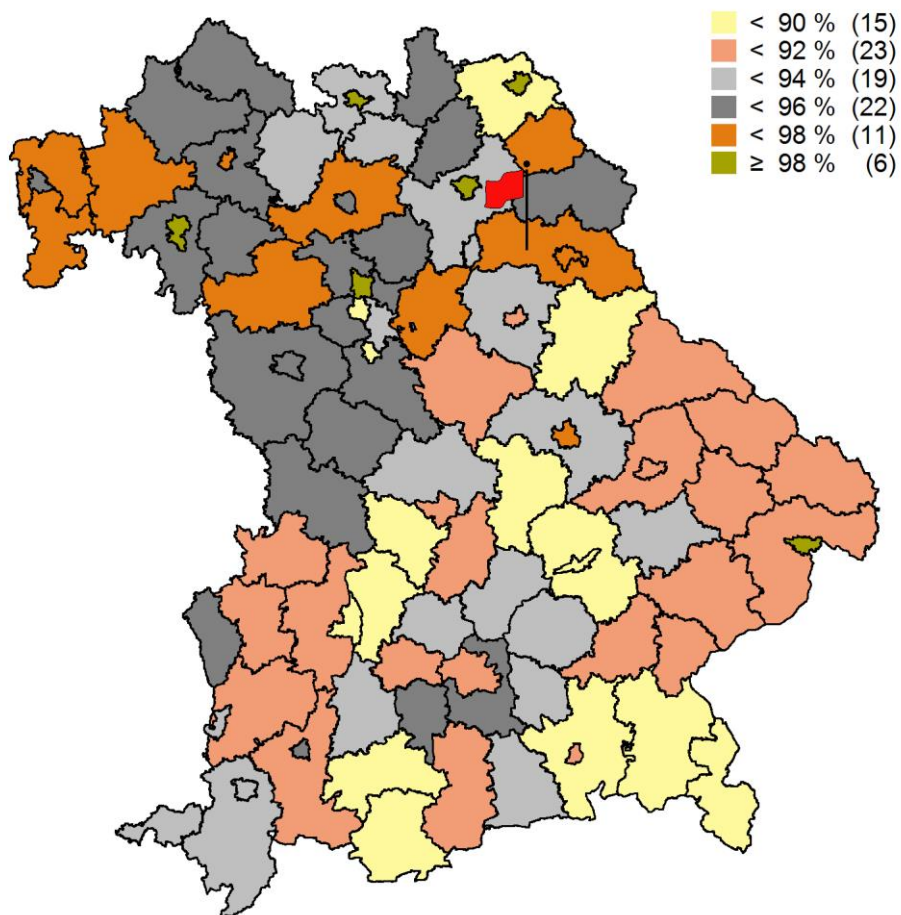 < 90 % (15)
< 92 % (23)
< 94 % (19)
< 96 % (22)
< 98 % (11)
≥ 98 % (6)